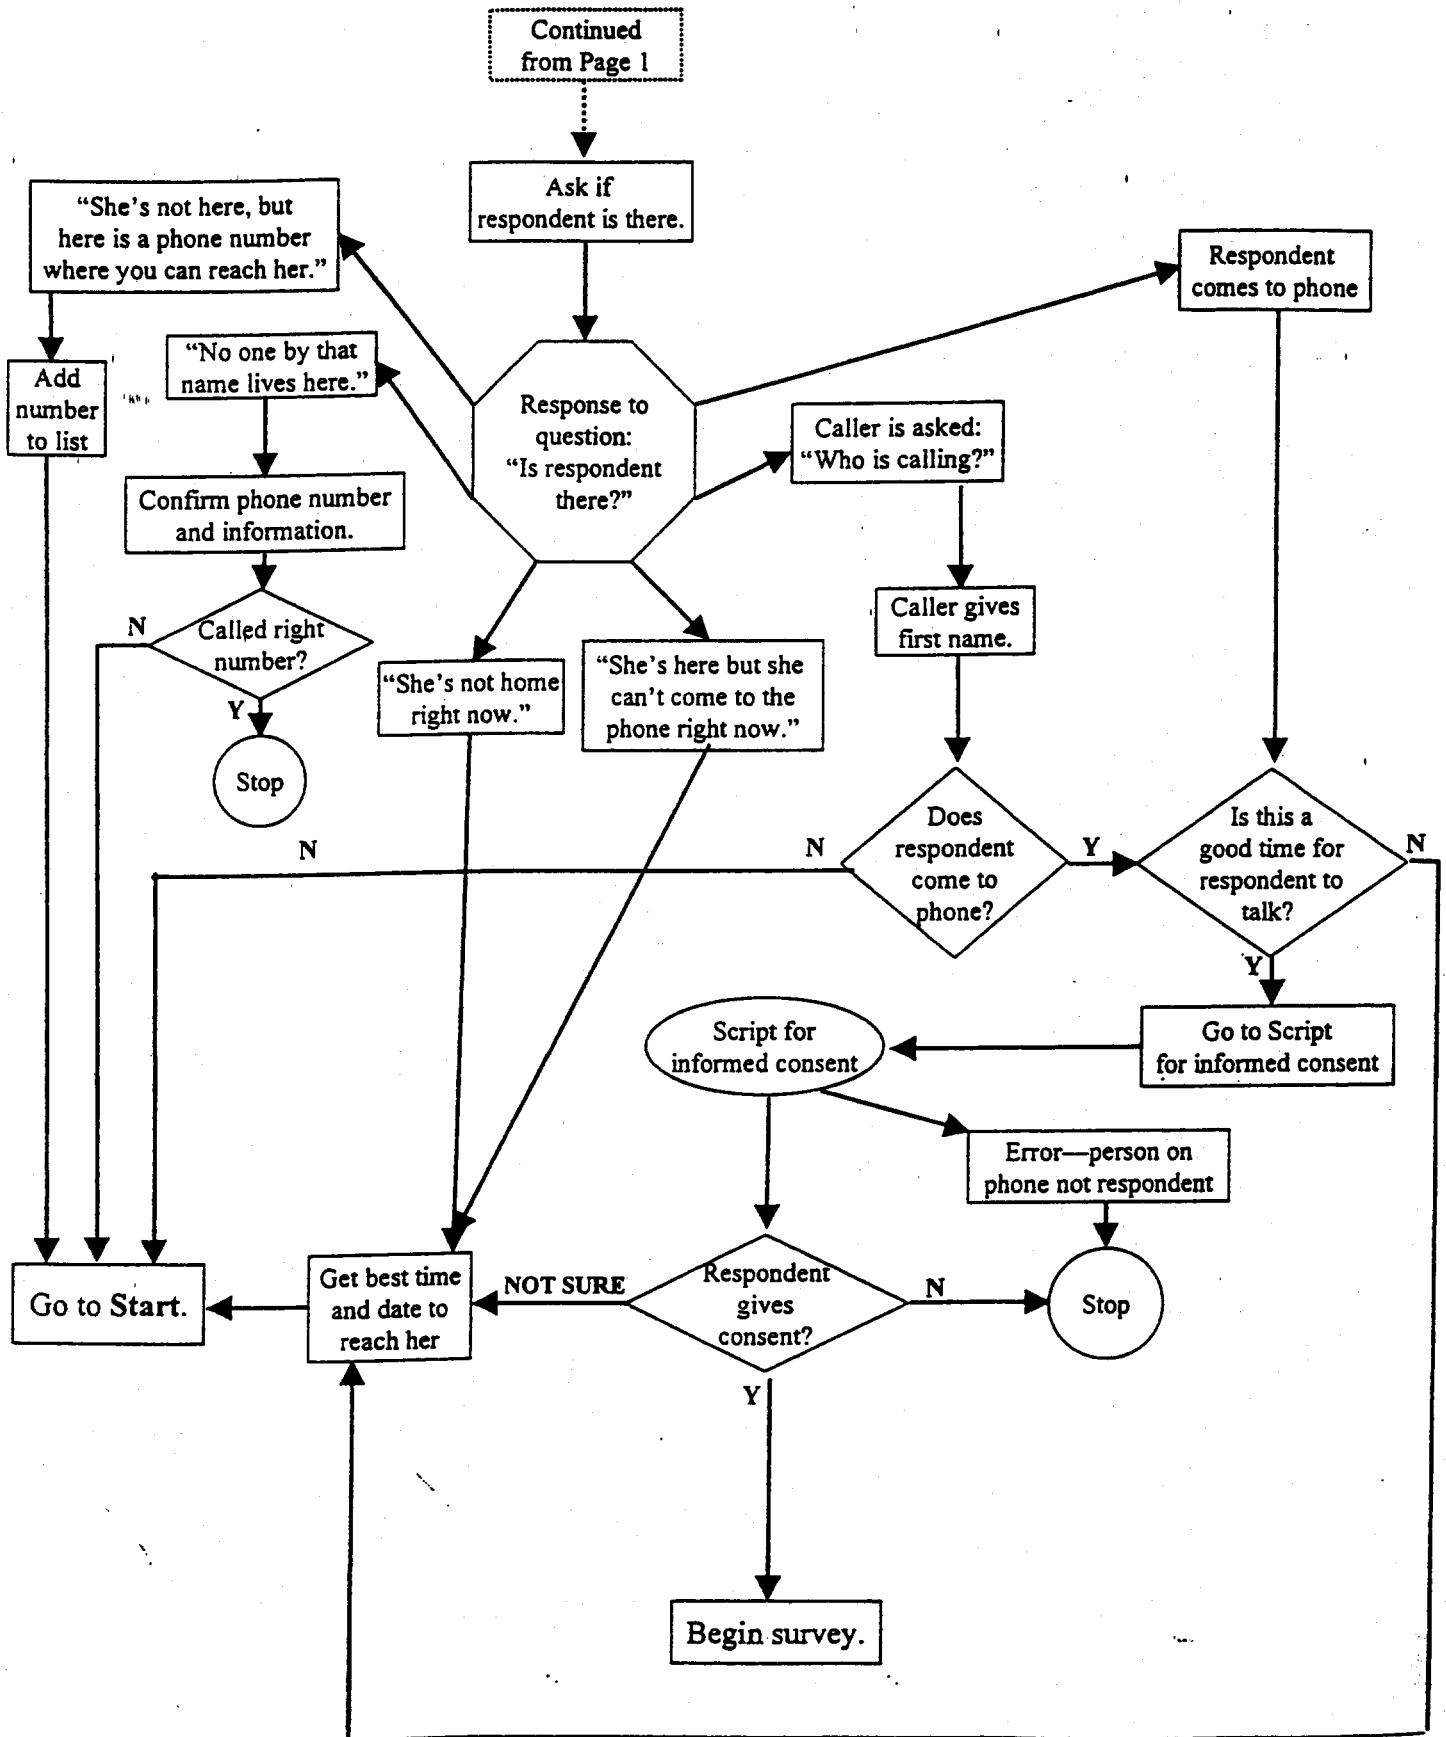 Continued
from Page 1
Ask if
respondent is there.
“She’s not here, but
here is a phone number
where you can reach her.”
Respondent
comes to phone
“No one by that
name lives here.”
Add
number
to list
Response to
question:
“Is respondent
there?”
Caller is asked:
“Who is calling?”
Confirm phone number
and information.
Caller gives
first name.
N
Called right
number?
Y
“She’s not home
right now.”
“She’s here but she
can’t come to the
phone right now.”
Stop
N
N
Does
respondent
come to
phone?
Y
Is this a
good time for
respondent to
talk?
N
Y
Script for
informed consent
Go to Script
for informed consent
Error—person on
phone not respondent
Go to Start.
Get best time
and date to
reach her
NOT SURE
Respondent
gives
consent?
N
Stop
Y
Begin survey.